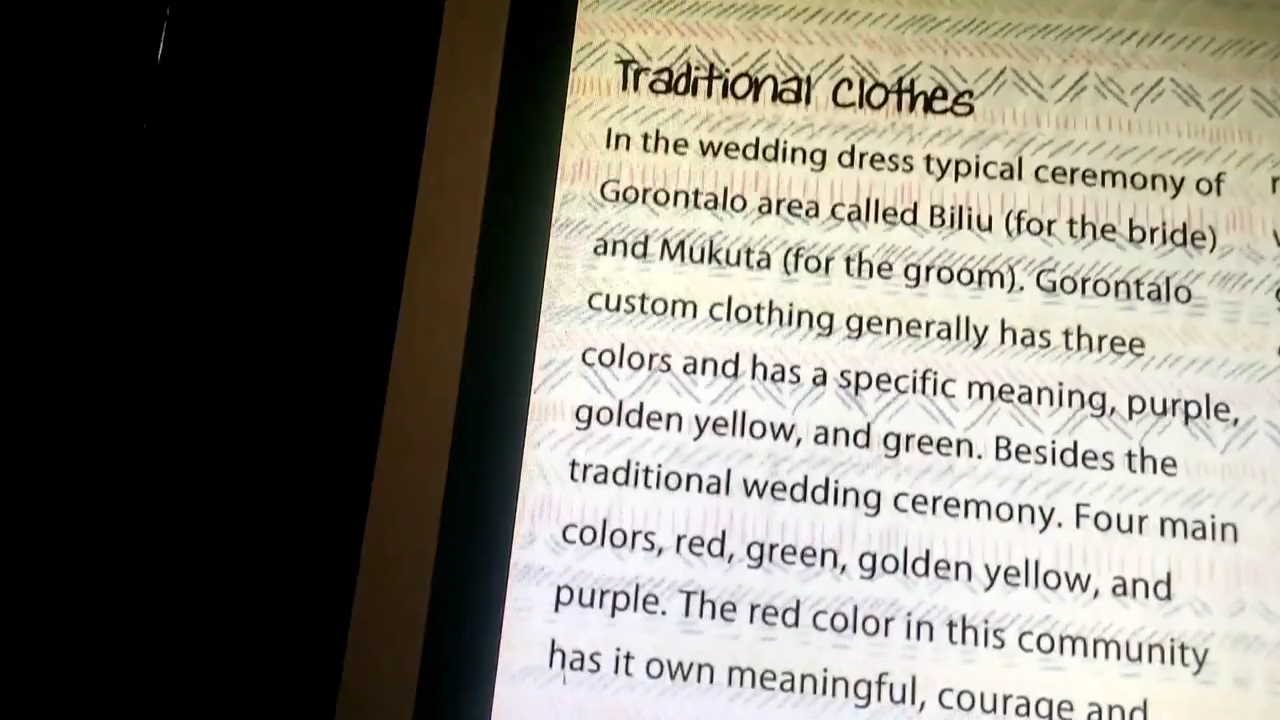 Traditional Clothes
In the wedding dress typical ceremony of
Gorontalo area called Biliu (for the bride)
and Mukuta (for the groom). Gorontalo
custom clothing generally has three
colors and has a specific meaning, purple,
golden yellow, and green. Besides the
traditional wedding ceremony. Four main
colors, red, green, golden yellow, and
purple. The red color in this community
has it own meaningful, courage and